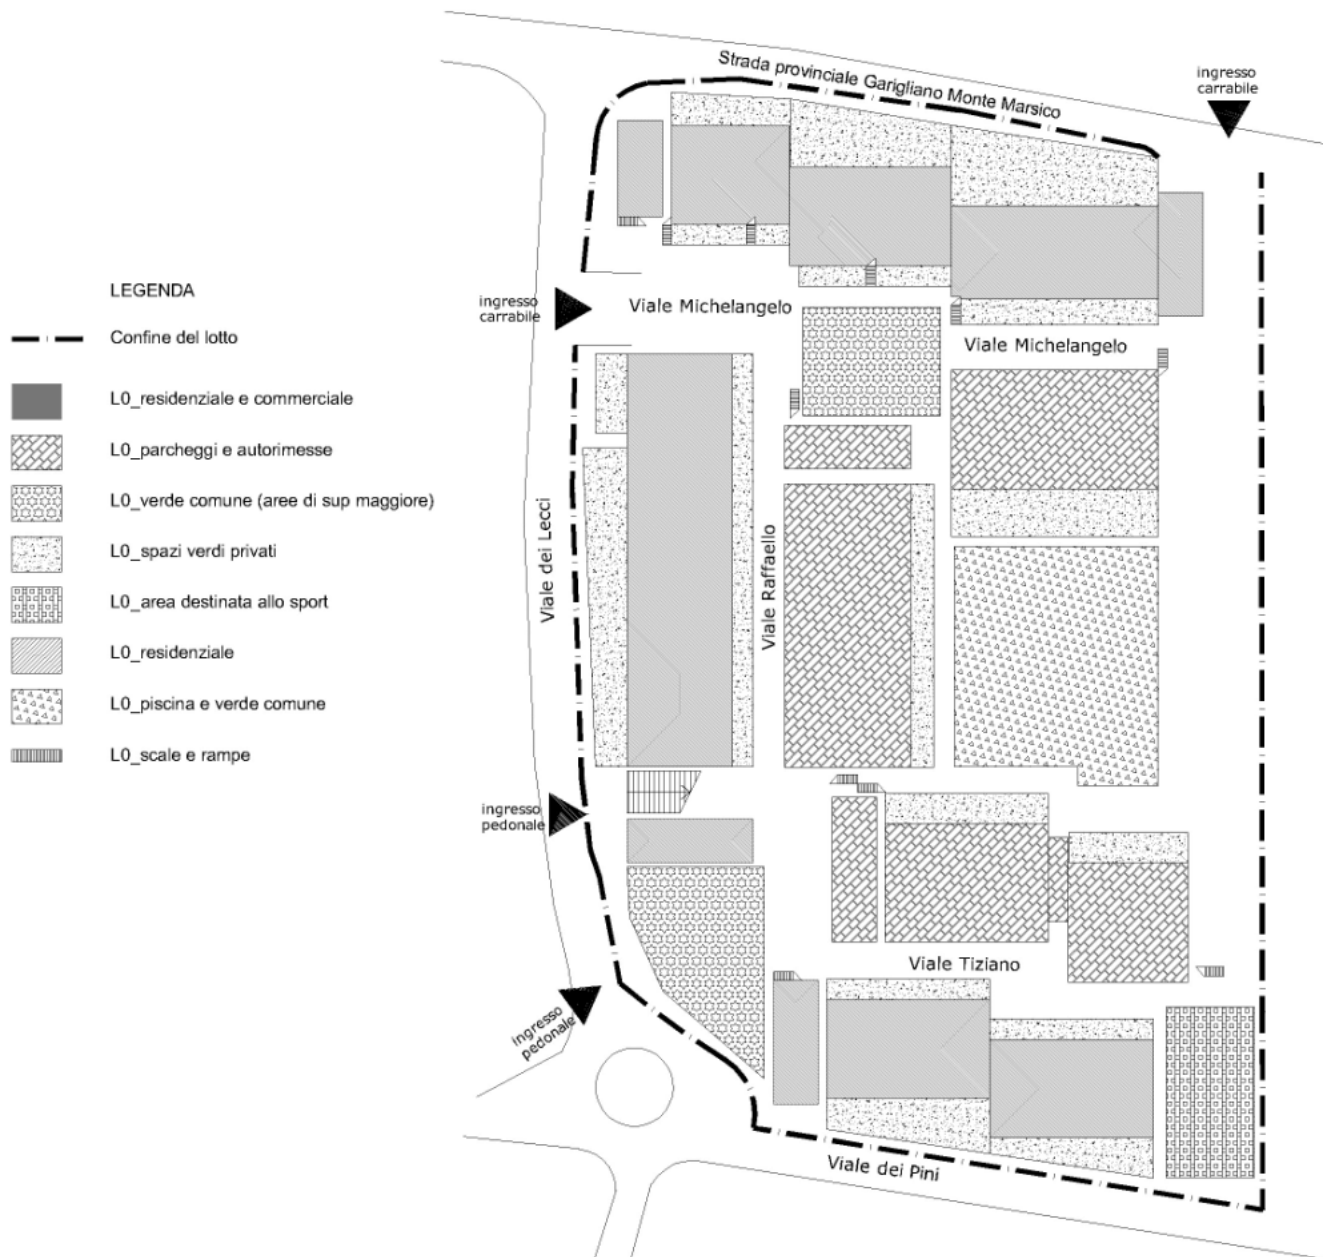 Strada provinciale Garigliano Monte Marsico
ingresso
carrabile
LEGENDA
Confine del lotto
L0_residenziale e commerciale
L0_parcheggi e autorimesse
L0_verde comune (aree di sup maggiore)
L0_spazi verdi privati
L0_area destinata allo sport
L0_residenziale
L0_piscina e verde comune
L0_scale e rampe
ingresso
carrabile
Viale Michelangelo
Viale Michelangelo
Viale dei Lecci
Viale Raffaello
ingresso
pedonale
Viale Tiziano
ingresso
pedonale
Viale dei Pini